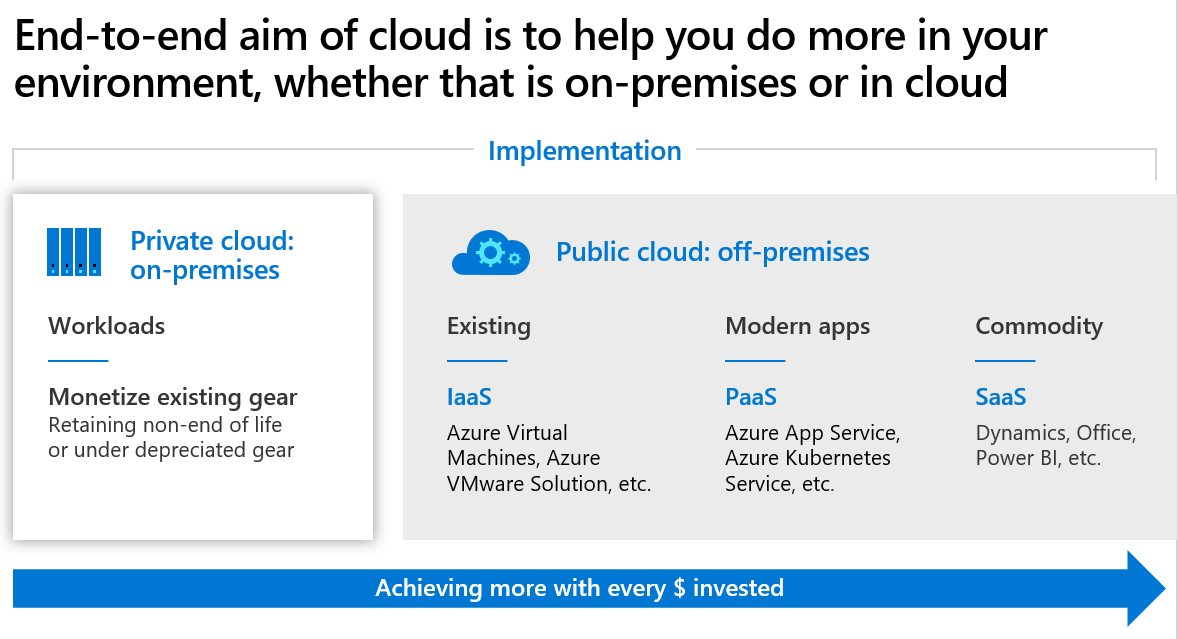 End-to-end aim of cloud is to help you do more in your
environment, whether that is on-premises or in cloud
Implementation
Private cloud:
on-premises
Workloads
Monetize existing gear
Retaining non-end of life
or under depreciated gear
Public cloud: off-premises
Existing
IaaS
Azure Virtual
Machines, Azure
VMware Solution, etc.
Modern apps
PaaS
Azure App Service,
Azure Kubernetes
Service, etc.
Commodity
SaaS
Dynamics, Office,
Power BI, etc.
Achieving more with every $ invested